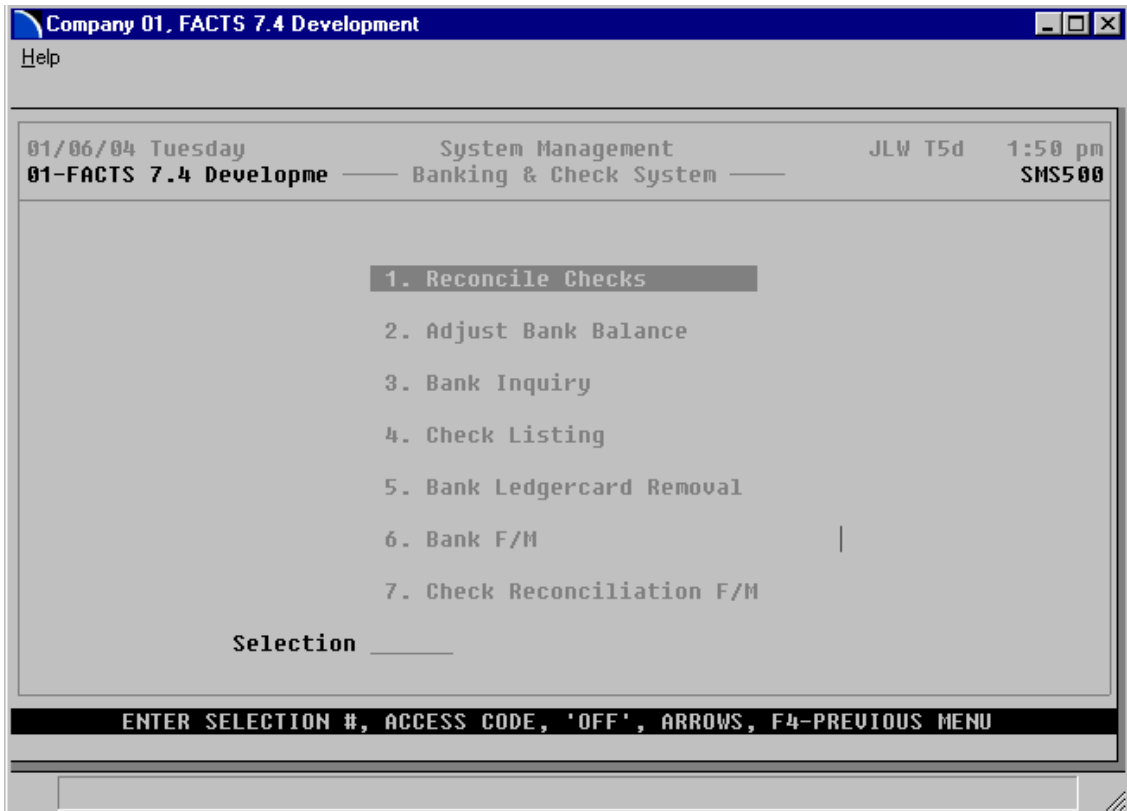 Company 01, FACTS 7.4 Development
Help
01/06/04 Tuesday System Management JLW T5d 1:50 pm
01-FACTS 7.4 Developme Banking & Check System SMS500
1. Reconcile Checks
2. Adjust Bank Balance
3. Bank Inquiry
4. Check Listing
5. Bank Ledgercard Removal
6. Bank F/M
7. Check Reconciliation F/M
Selection
ENTER SELECTION #, ACCESS CODE, 'OFF', ARROWS, F4-PREVIOUS MENU